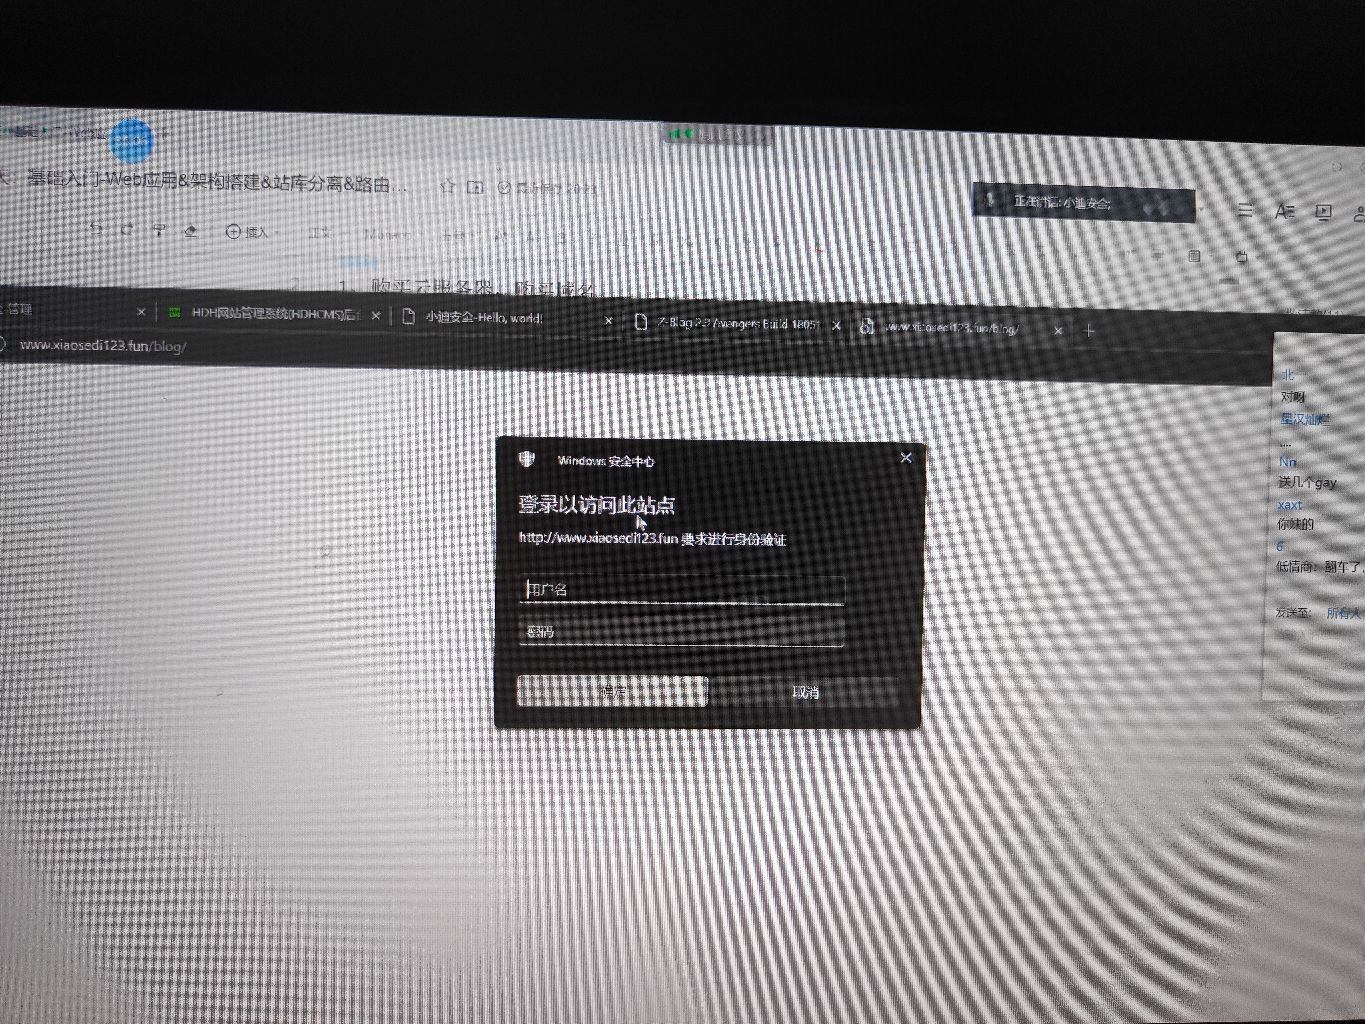 基础入门-Web应用&架构搭建&站库分离&路由...
正在讲话: 小迪安全;
插入
正文
1、购买云服务器，购买域名
管理
HDH网站管理系统(HDHCMS)后
小迪安全-Hello, world!
Z-Blog 2.3 Avengers Build 18051
www.xiaosedi123.fun/blog/
www.xiaosedi123.fun/blog/
Windows 安全中心
登录以访问此站点
http://www.xiaosedi123.fun 要求进行身份验证
用户名
密码
确定
取消
北
对啊
星汉灿烂
....
Nn
送几个gay
xaxt
你妹的
6
低情商：翻车了
发送至:
所有人